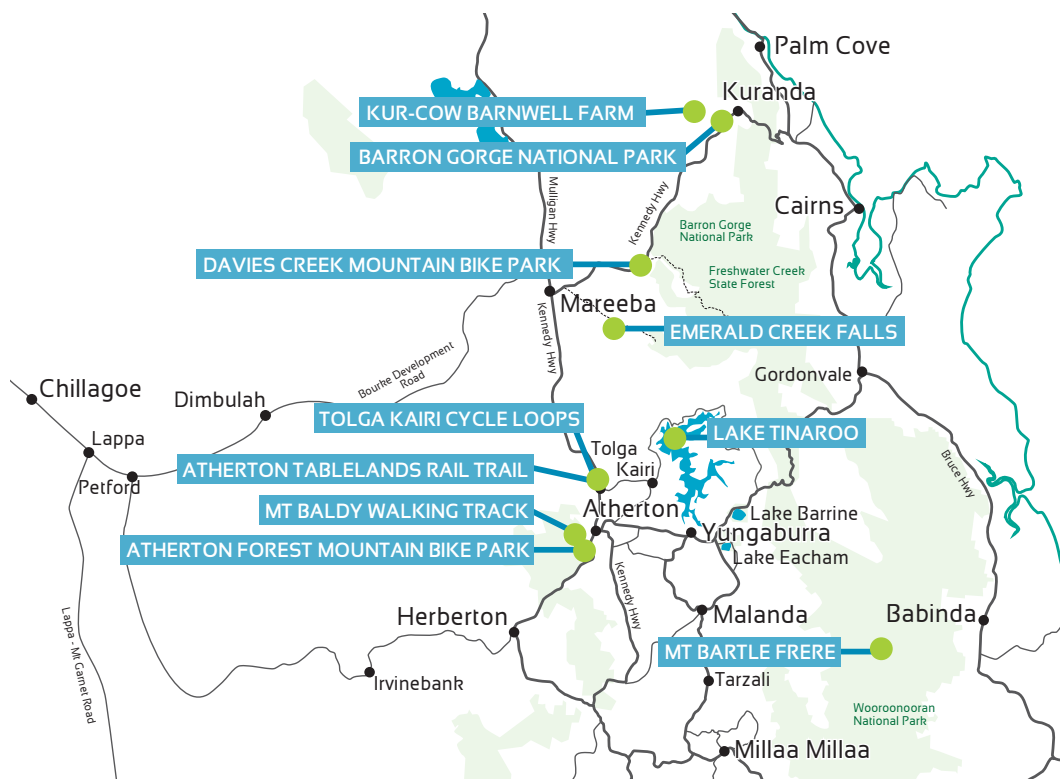 Palm Cove
Kuranda
KUR-COW BARNWELL FARM
BARRON GORGE NATIONAL PARK
Mulligan Hwy
Kennedy Hwy
Cairns
Barron Gorge
National Park
DAVIES CREEK MOUNTAIN BIKE PARK
Freshwater Creek
State Forest
Mareeba
EMERALD CREEK FALLS
Kennedy Hwy
Gordonvale
Bourke Development
Road
Chillagoe
Dimbulah
TOLGA KAIRI CYCLE LOOPS
LAKE TINAROO
Lappa
Tolga
Kairi
ATHERTON TABLELANDS RAIL TRAIL
Petford
Bruce Hwy
MT BALDY WALKING TRACK
Atherton
Lake Barrine
Yungaburra
ATHERTON FOREST MOUNTAIN BIKE PARK
Lake Eacham
Kennedy Hwy
Herberton
Malanda
Babinda
Lappa - Mt Garnet Road
MT BARTLE FRERE
Irvinebank
Tarzali
Wooroonooran
National Park
Millaa Millaa